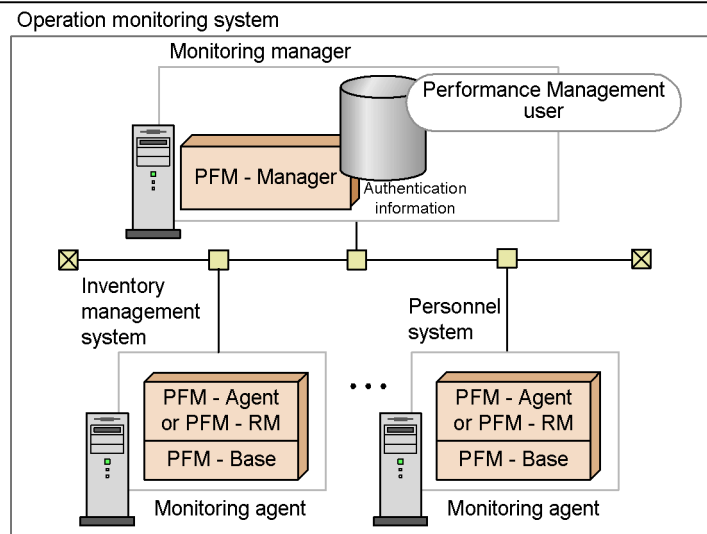 Operation monitoring system
Monitoring manager
Performance Management
user
PFM - Manager
Authentication
information
Inventory
management
system
Personnel
system
PFM - Agent
or PFM - RM
PFM - Base
Monitoring agent
...
PFM - Agent
or PFM - RM
PFM - Base
Monitoring agent